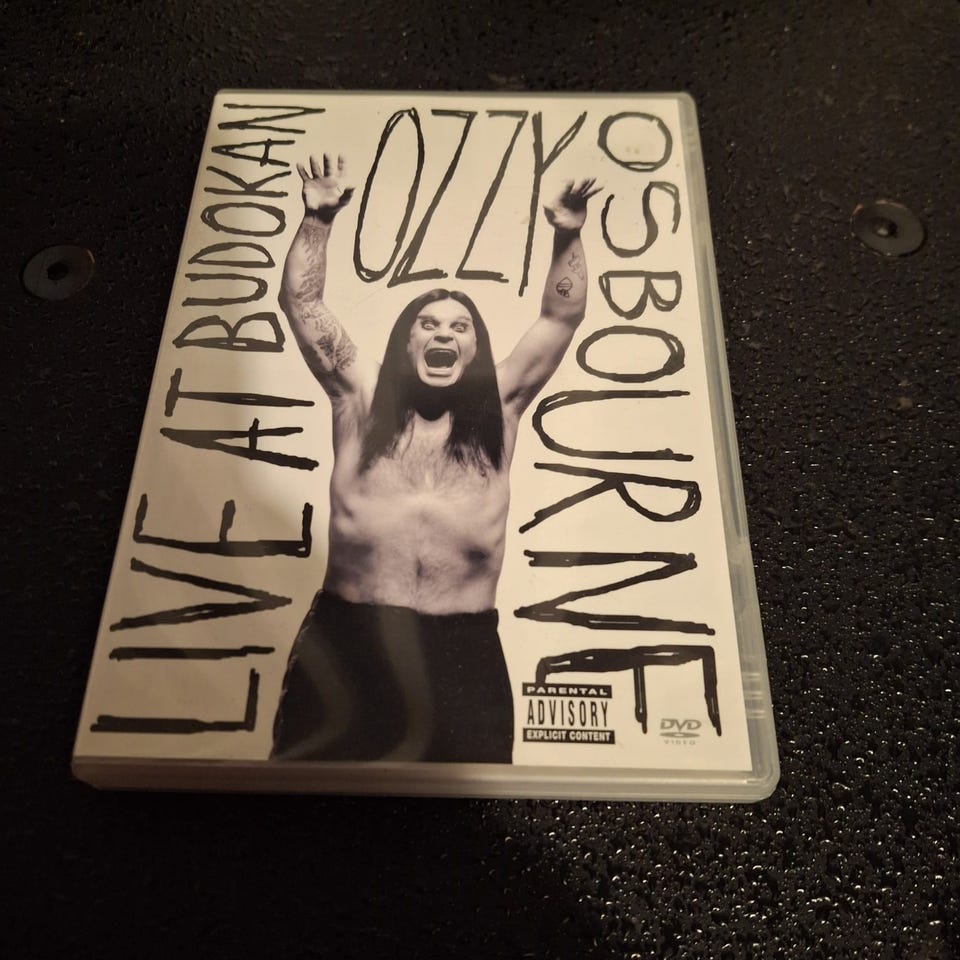 LIVE AT BUDOKAN
OZZY
OSBOURNE
PARENTAL
ADVISORY
EXPLICIT CONTENT
DVD
VIDEO